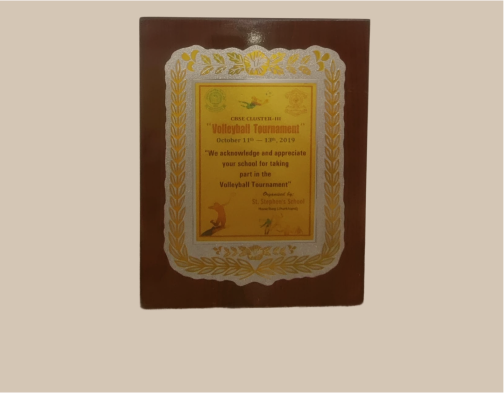 CBSE CLUSTER-III
"Volleyball Tournament"
October 11th — 13th, 2019
"We acknowledge and appreciate
your school for taking
part in the
Volleyball Tournament"
Organised by:
St. Stephen's School